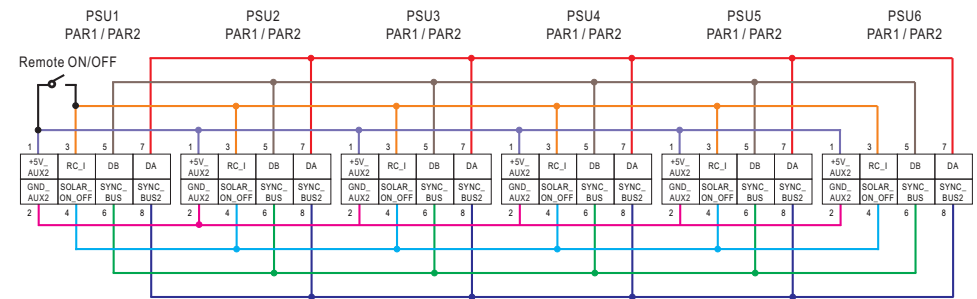 PSU1 PSU2 PSU3 PSU4 PSU5 PSU6
PAR1 / PAR2 PAR1 / PAR2 PAR1 / PAR2 PAR1 / PAR2 PAR1 / PAR2 PAR1 / PAR2
Remote ON/OFF
1 3 5 7 1 3 5 7 1 3 5 7 1 3 5 7 1 3 5 7 1 3 5 7
+5V_ +5V_ +5V_ +5V_ +5V_ +5V_
AUX2 RC_I DB DA AUX2 RC_I DB DA AUX2 RC_I DB DA AUX2 RC_I DB DA AUX2 RC_I DB DA AUX2 RC_I DB DA
GND_ SOLAR_ SYNC_ SYNC_ GND_ SOLAR_ SYNC_ SYNC_ GND_ SOLAR_ SYNC_ SYNC_ GND_ SOLAR_ SYNC_ SYNC_ GND_ SOLAR_ SYNC_ SYNC_ GND_ SOLAR_ SYNC_ SYNC_
AUX2 ON_OFF BUS BUS2 AUX2 ON_OFF BUS BUS2 AUX2 ON_OFF BUS BUS2 AUX2 ON_OFF BUS BUS2 AUX2 ON_OFF BUS BUS2 AUX2 ON_OFF BUS BUS2
2 4 6 8 2 4 6 8 2 4 6 8 2 4 6 8 2 4 6 8 2 4 6 8